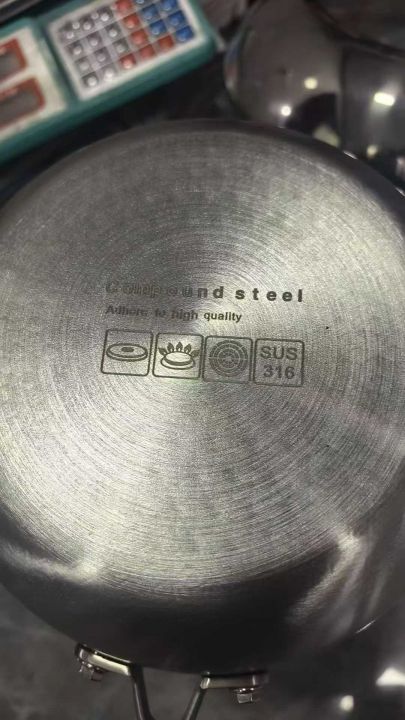 Compound steel
Adhere to high quality
SUS
316